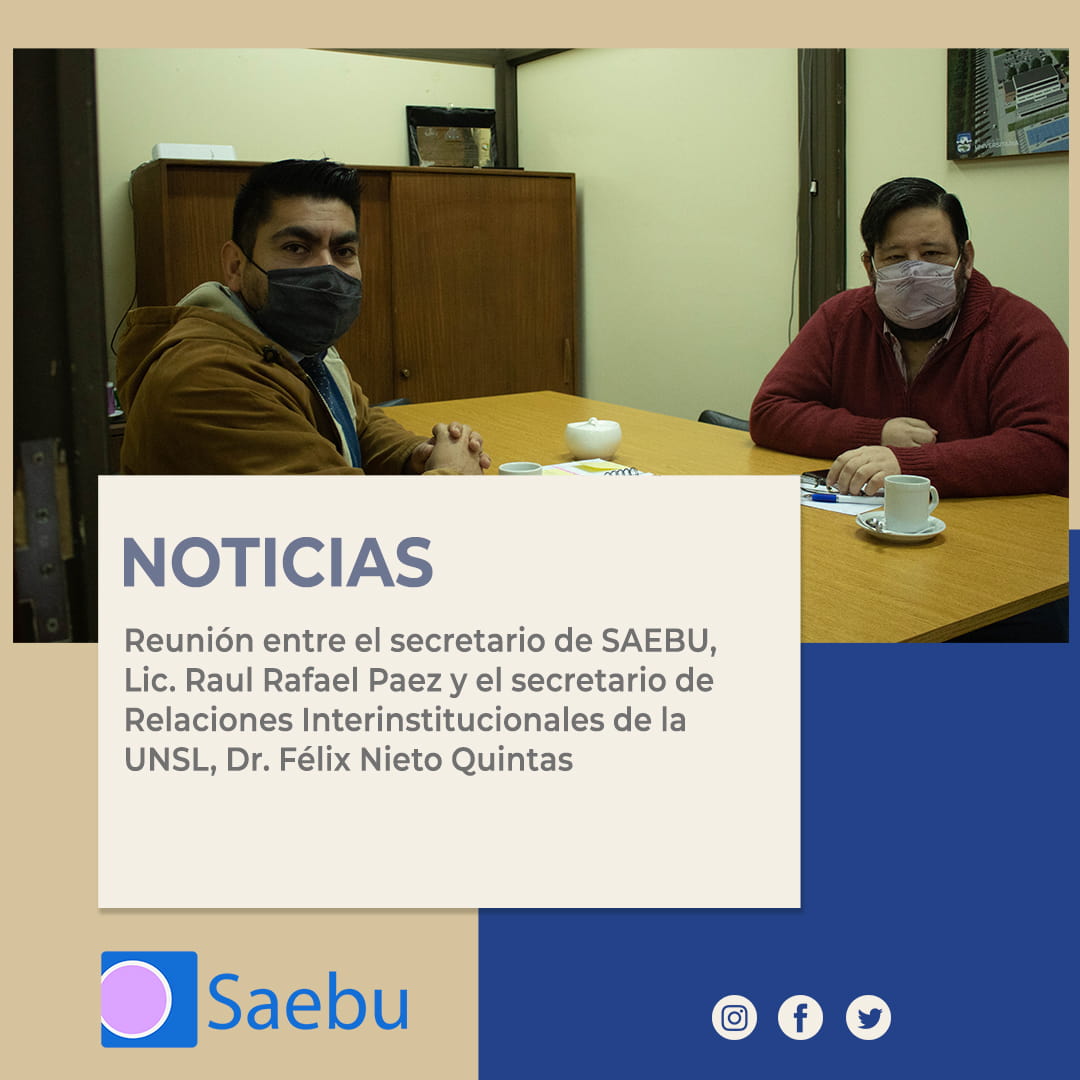 UNIVERSITARIA
NOTICIAS
Reunión entre el secretario de SAEBU,
Lic. Raul Rafael Paez y el secretario de
Relaciones Interinstitucionales de la
UNSL, Dr. Félix Nieto Quintas
Saebu